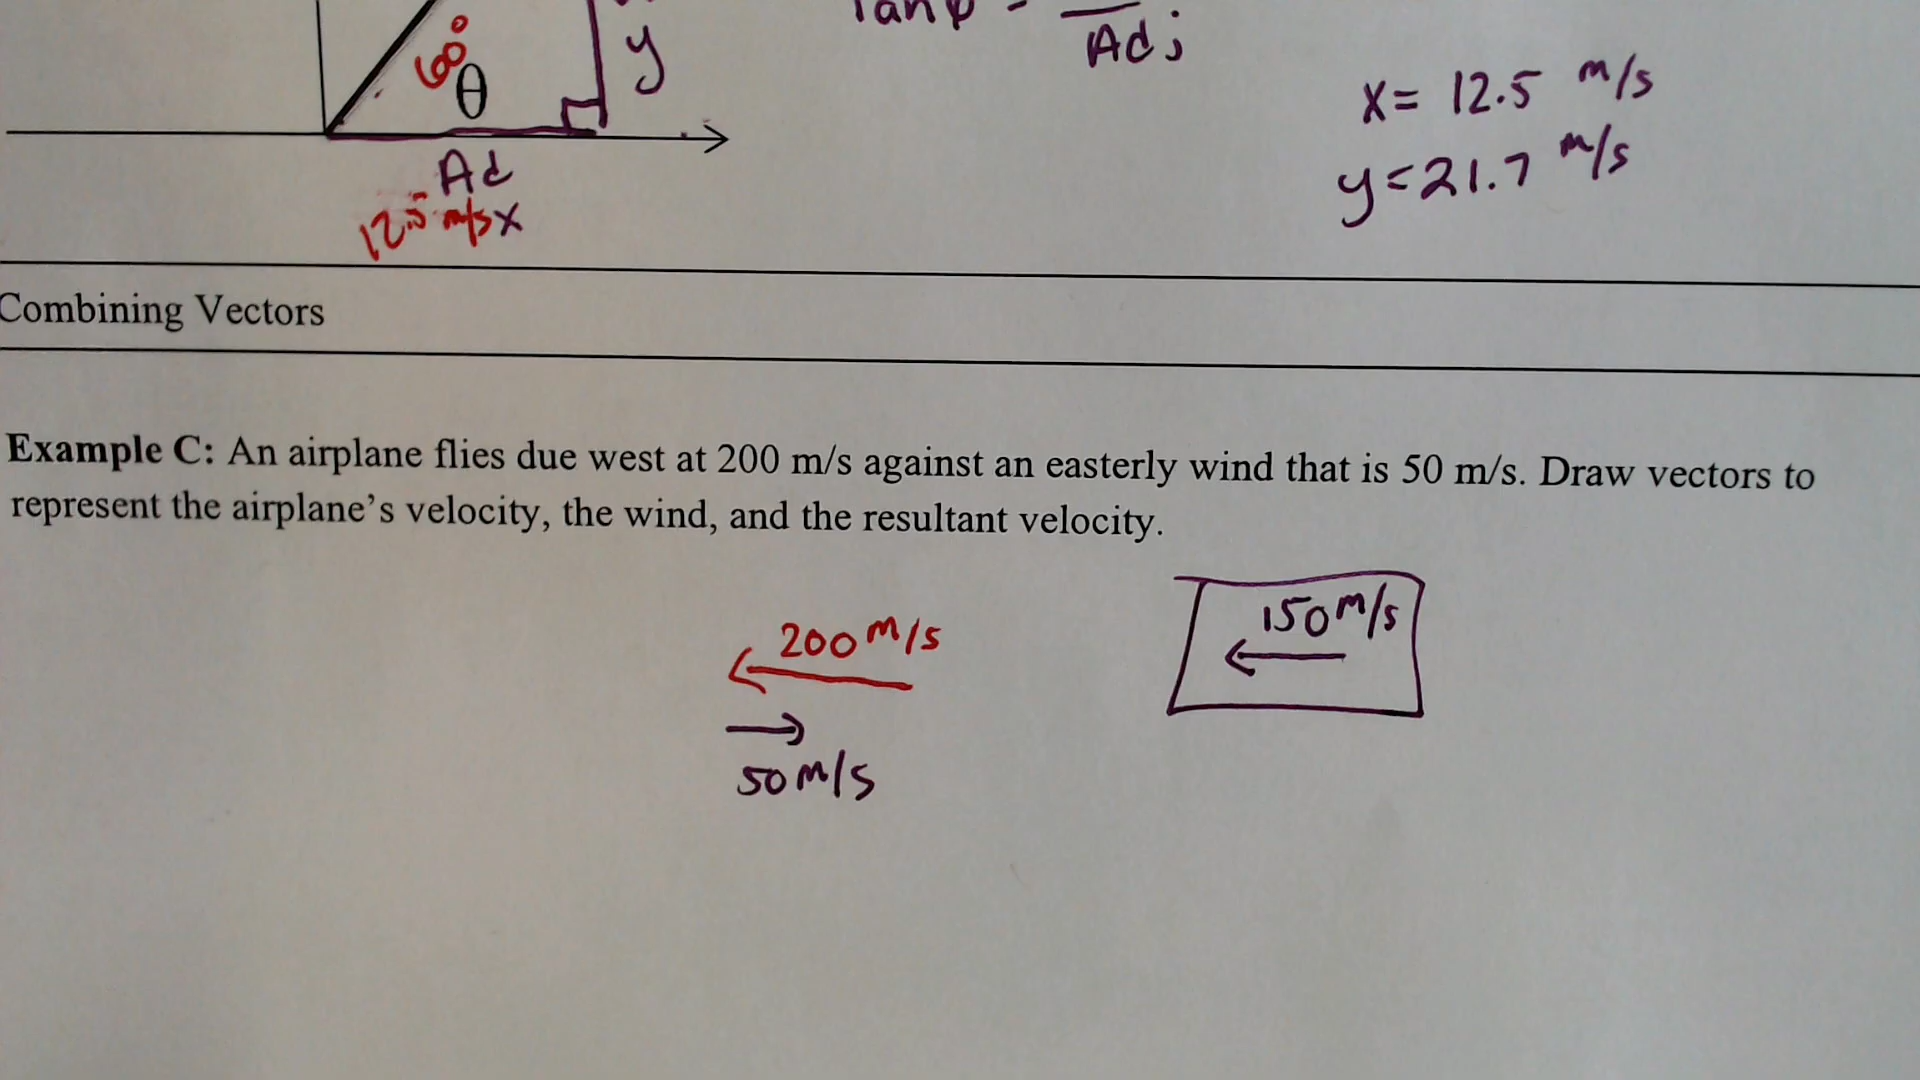 Adj
60°
θ
y
x= 12.5 m/s
y=21.7 m/s
Ad
12.5 m/s x
Combining Vectors
Example C: An airplane flies due west at 200 m/s against an easterly wind that is 50 m/s. Draw vectors to
represent the airplane’s velocity, the wind, and the resultant velocity.
150 m/s
200 m/s
50 m/s